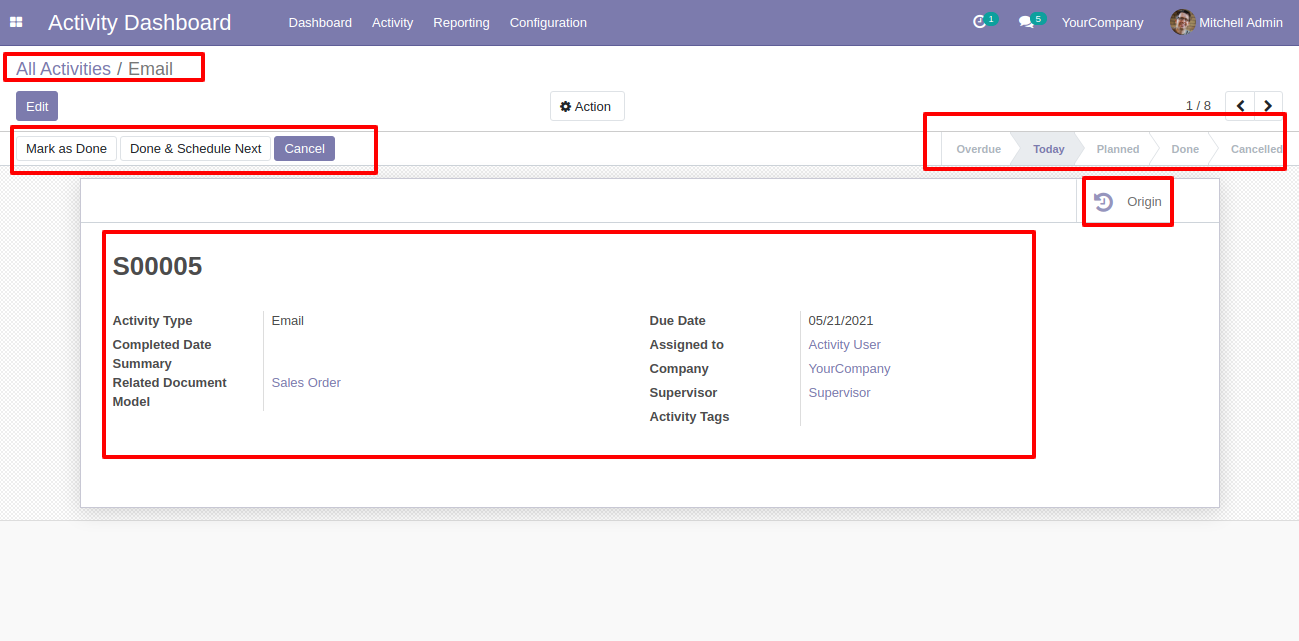 Activity Dashboard Dashboard Activity Reporting Configuration 1 5 YourCompany Mitchell Admin
All Activities / Email
Edit Action 1 / 8
Mark as Done Done & Schedule Next Cancel Overdue Today Planned Done Cancelled
Origin
S00005
Activity Type Email
Completed Date
Summary
Related Document Sales Order
Model
Due Date 05/21/2021
Assigned to Activity User
Company YourCompany
Supervisor Supervisor
Activity Tags